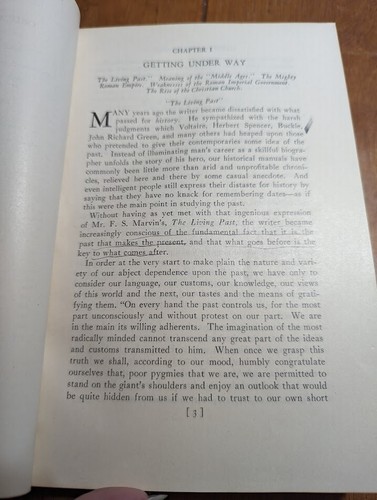 CHAPTER I
GETTING UNDER WAY
"The Living Past." Meaning of the "Middle Ages." The Mighty
Roman Empire. Weaknesses of the Roman Imperial Government.
The Rise of the Christian Church.
"The Living Past"
MANY years ago the writer became dissatisfied with what
passed for history. He sympathized with the harsh
judgments which Voltaire, Herbert Spencer, Buckle,
John Richard Green, and many others had heaped upon those
who pretended to give their contemporaries some idea of the
past. Instead of illuminating man's career as a skillful biogra-
pher unfolds the story of his hero, our historical manuals have
commonly been little more than arid and unprofitable chroni-
cles, relieved here and there by some casual anecdote. And
even intelligent people still express their distaste for history by
saying that they have no knack for remembering dates—as if
this were the main point in studying the past.
Without having as yet met with that ingenious expression
of Mr. F. S. Marvin's, The Living Past, the writer became
increasingly conscious of the fundamental fact that it is the
past that makes the present, and that what goes before is the
key to what comes after.
In order at the very start to make plain the nature and vari-
ety of our abject dependence upon the past, we have only to
consider our language, our customs, our knowledge, our views
of this world and the next, our tastes and the means of grati-
fying them. "On every hand the past controls us, for the most
part unconsciously and without protest on our part. We are
in the main its willing adherents. The imagination of the most
radically minded cannot transcend any great part of the ideas
and customs transmitted to him. When once we grasp this
truth we shall, according to our mood, humbly congratulate
ourselves that, poor pygmies that we are, we are permitted to
stand on the giant's shoulders and enjoy an outlook that would
be quite hidden from us if we had to trust to our own short
[ 3 ]